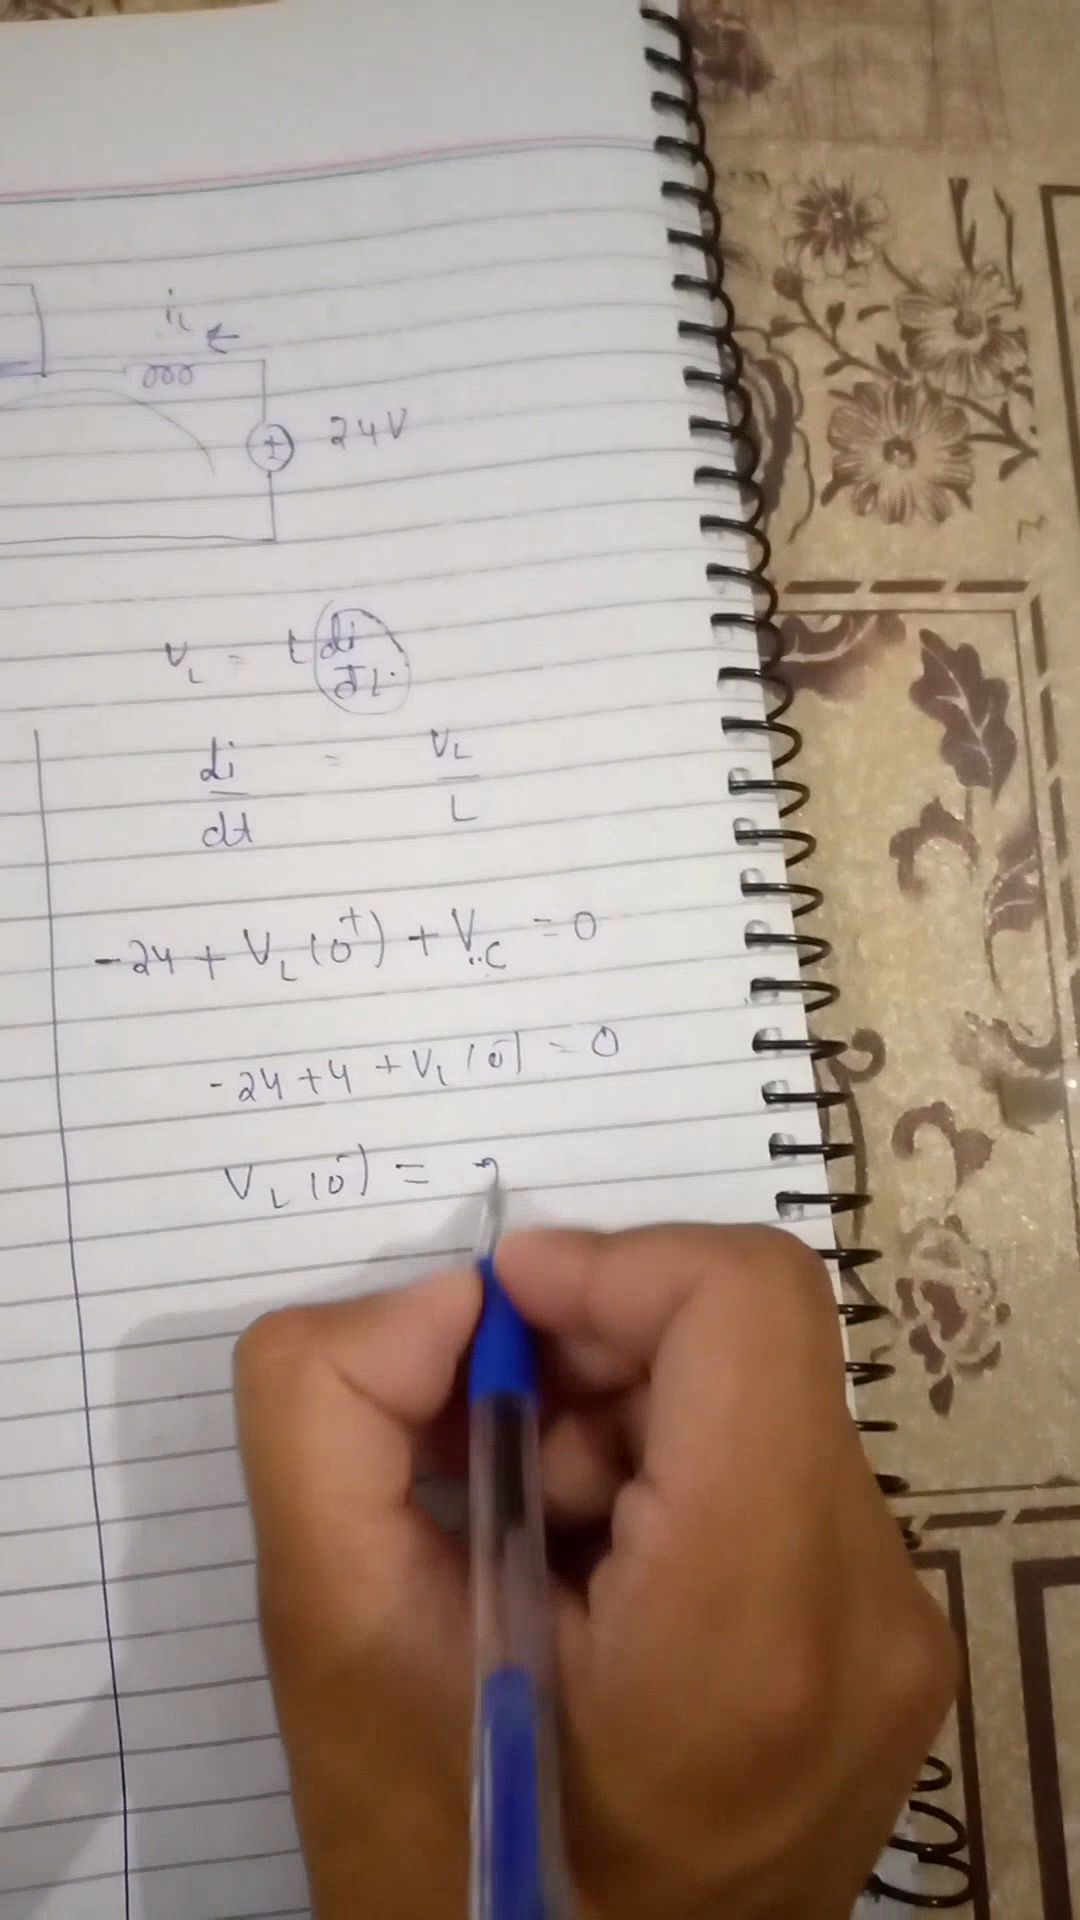 iL ←
24V
VL = L di/dt
di/dt = VL/L
-24 + VL(0⁺) + VC = 0
-24 + 4 + VL(0⁻) = 0
VL(0⁻) = 2